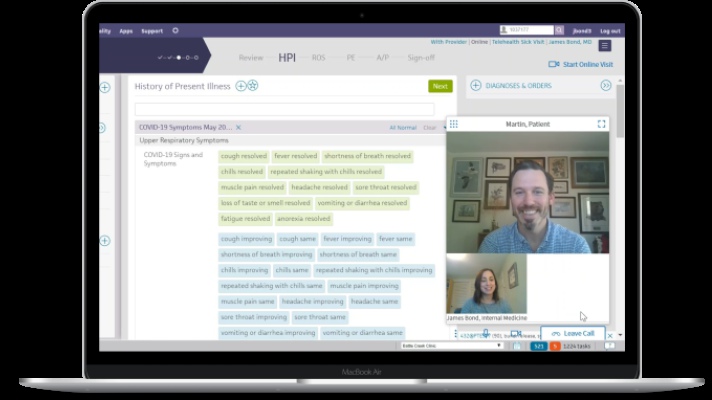 ality Apps Support
jbond3 Log out
With Provider | Online | Telehealth Sick Visit | James Bond, MD
Review HPI ROS PE A/P Sign-off
Start Online Visit
History of Present Illness
Next
DIAGNOSES & ORDERS
COVID-19 Symptoms May 20... ×
All Normal Clear
Upper Respiratory Symptoms
COVID-19 Signs and Symptoms
cough resolved fever resolved shortness of breath resolved
chills resolved repeated shaking with chills resolved
muscle pain resolved headache resolved sore throat resolved
loss of taste or smell resolved vomiting or diarrhea resolved
fatigue resolved anorexia resolved
cough improving cough same fever improving fever same
shortness of breath improving shortness of breath same
chills improving chills same repeated shaking with chills improving
repeated shaking with chills same muscle pain improving
muscle pain same headache improving headache same
sore throat improving sore throat same
vomiting or diarrhea improving vomiting or diarrhea same
Martin, Patient
James Bond, Internal Medicine
Leave Call
521 5 1224 tasks
MacBook Air